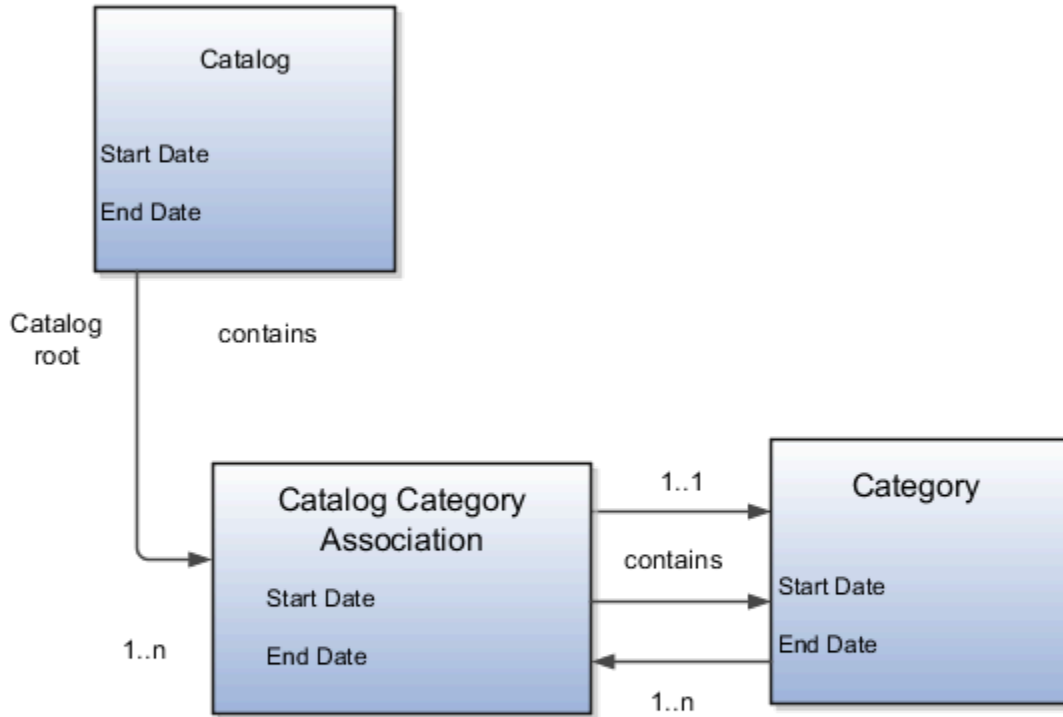 Catalog
Start Date
End Date
Catalog
root
contains
Catalog Category
Association
Start Date
End Date
1..n
1..1
contains
1..n
Category
Start Date
End Date